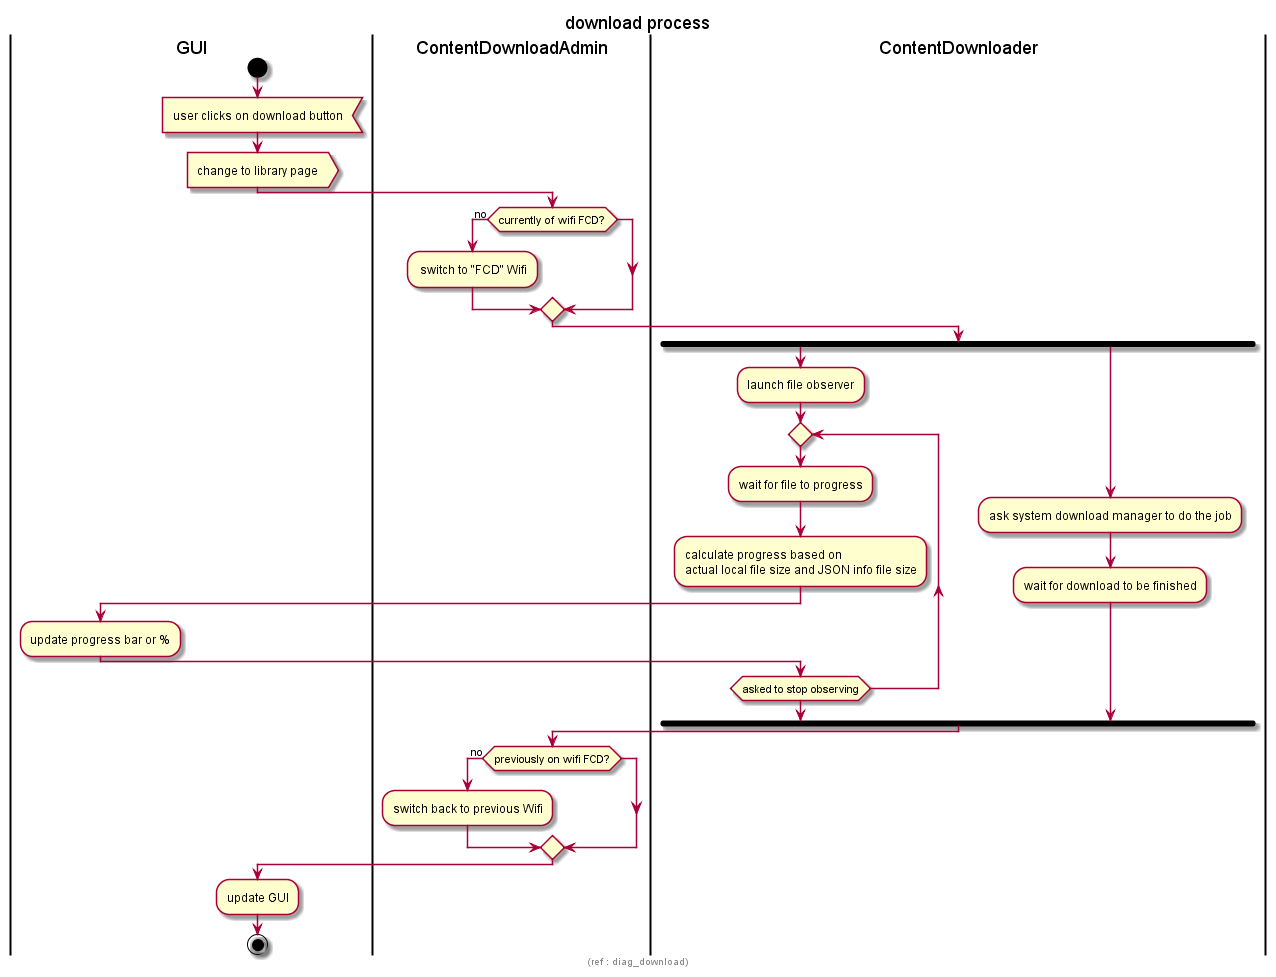 download process
GUI
ContentDownloadAdmin
ContentDownloader
user clicks on download button
change to library page
no
currently of wifi FCD?
switch to "FCD" Wifi
launch file observer
wait for file to progress
ask system download manager to do the job
calculate progress based on
actual local file size and JSON info file size
wait for download to be finished
update progress bar or %
asked to stop observing
no
previously on wifi FCD?
switch back to previous Wifi
update GUI
(ref : diag_download)